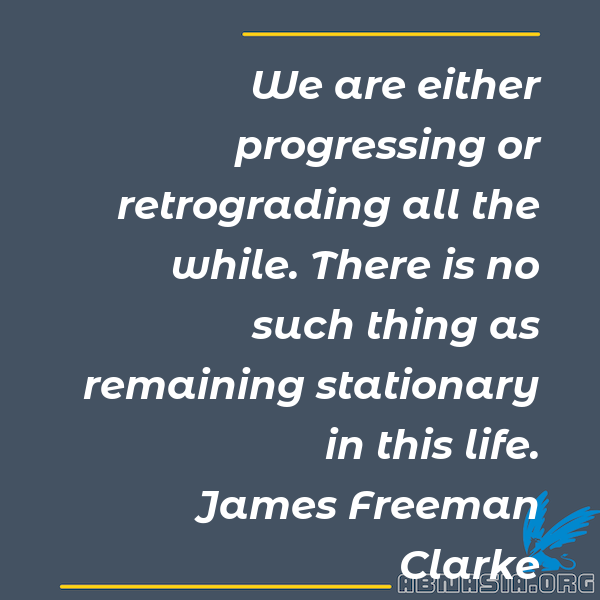 We are either
progressing or
retrograding all the
while. There is no
such thing as
remaining stationary
in this life.
James Freeman
Clarke
ABNASIA.ORG